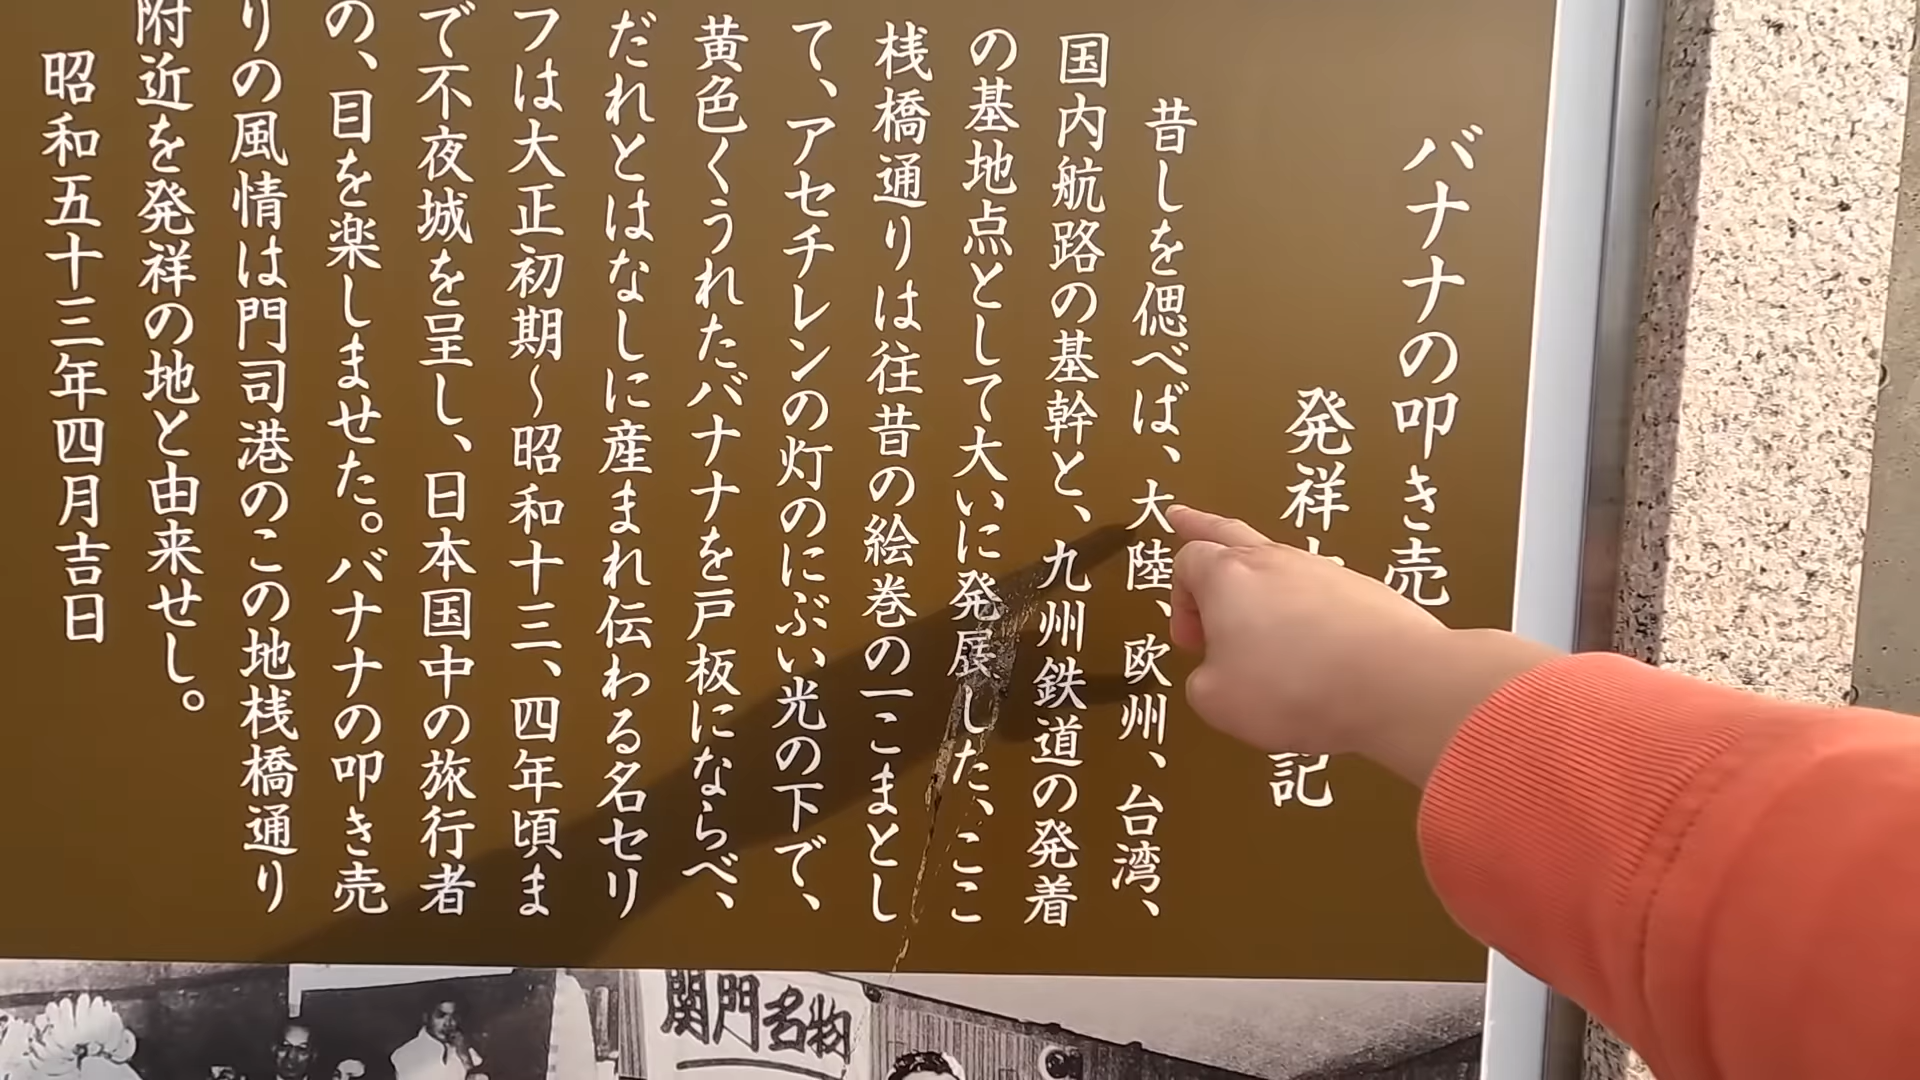 バナナの叩き売
発祥
記
昔しを偲べば、大陸、欧州、台湾、
国内航路の基幹と、九州鉄道の発着
の基地点として大いに発展した、ここ
桟橋通りは往昔の絵巻の一こまとし
て、アセチレンの灯のにぶい光の下で、
黄色くうれたバナナを戸板にならべ、
だれとはなしに産まれ伝わる名セリ
フは大正初期〜昭和十三、四年頃ま
で不夜城を呈し、日本国中の旅行者
の、目を楽しませた。バナナの叩き売
りの風情は門司港のこの地桟橋通り
附近を発祥の地と由来せし。
昭和五十三年四月吉日
関門名物